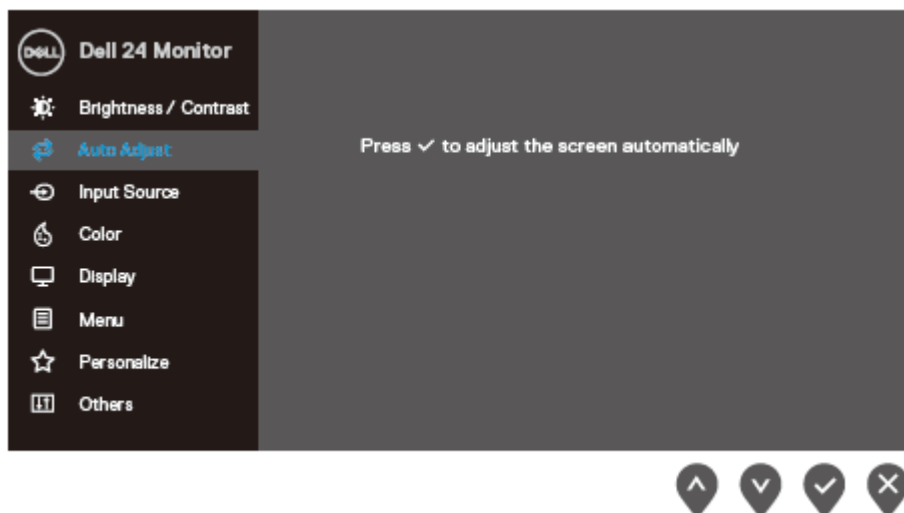 DELL
Dell 24 Monitor
Brightness / Contrast
Auto Adjust
Press ✓ to adjust the screen automatically
Input Source
Color
Display
Menu
Personalize
Others